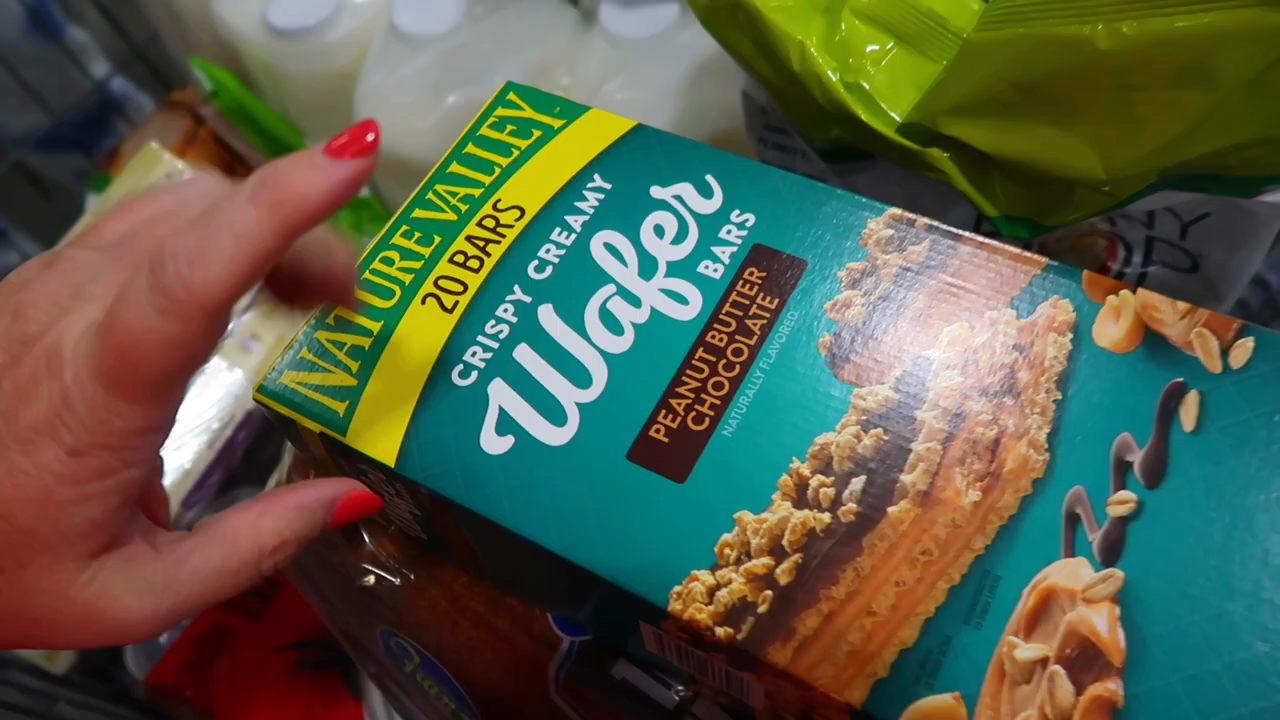 NATURE VALLEY
20 BARS
CRISPY CREAMY
Wafer
BARS
PEANUT BUTTER
CHOCOLATE
NATURALLY FLAVORED